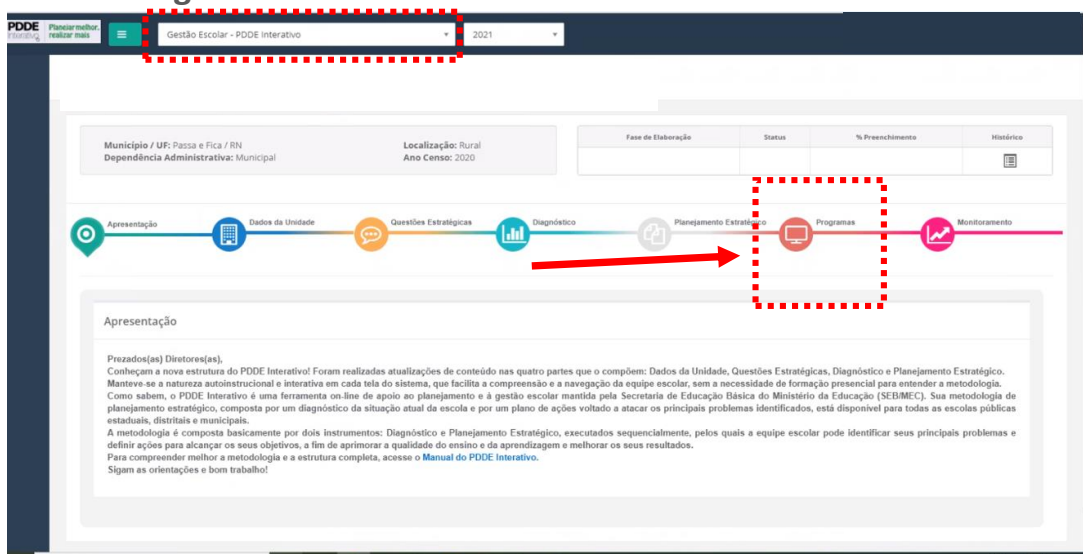 PDDE
Interativo
Planejar melhor,
realizar mais
Gestão Escolar - PDDE Interativo
2021
Município / UF: Passa e Fica / RN
Dependência Administrativa: Municipal
Localização: Rural
Ano Censo: 2020
Fase de Elaboração Status % Preenchimento Histórico
Apresentação
Dados da Unidade
Questões Estratégicas
Diagnóstico
Planejamento Estratégico
Programas
Monitoramento
Apresentação
Prezados(as) Diretores(as),
Conheçam a nova estrutura do PDDE Interativo! Foram realizadas atualizações de conteúdo nas quatro partes que o compõem: Dados da Unidade, Questões Estratégicas, Diagnóstico e Planejamento Estratégico.
Manteve-se a natureza autoinstrucional e interativa em cada tela do sistema, que facilita a compreensão e a navegação da equipe escolar, sem a necessidade de formação presencial para entender a metodologia.
Como sabem, o PDDE Interativo é uma ferramenta on-line de apoio ao planejamento e à gestão escolar mantida pela Secretaria de Educação Básica do Ministério da Educação (SEB/MEC). Sua metodologia de
planejamento estratégico, composta por um diagnóstico da situação atual da escola e por um plano de ações voltado a atacar os principais problemas identificados, está disponível para todas as escolas públicas
estaduais, distritais e municipais.
A metodologia é composta basicamente por dois instrumentos: Diagnóstico e Planejamento Estratégico, executados sequencialmente, pelos quais a equipe escolar pode identificar seus principais problemas e
definir ações para alcançar os seus objetivos, a fim de aprimorar a qualidade do ensino e da aprendizagem e melhorar os seus resultados.
Para compreender melhor a metodologia e a estrutura completa, acesse o Manual do PDDE Interativo.
Sigam as orientações e bom trabalho!